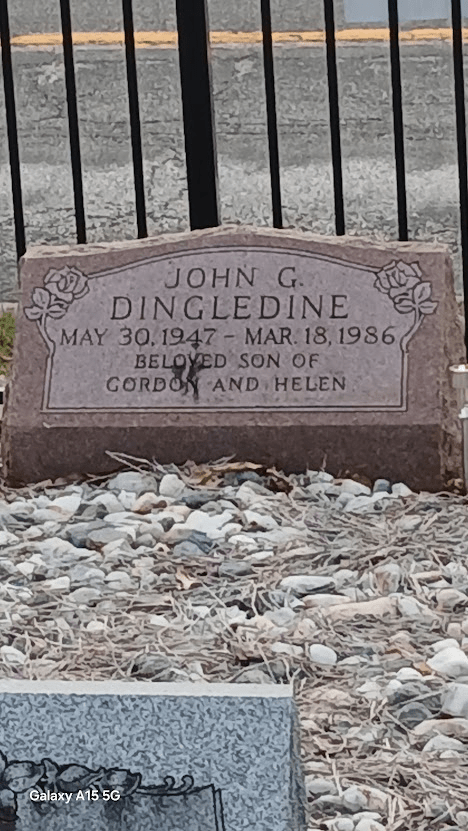 JOHN G.
DINGLEDINE
MAY 30, 1947 - MAR. 18, 1986
BELOVED SON OF
GORDON AND HELEN
Galaxy A15 5G